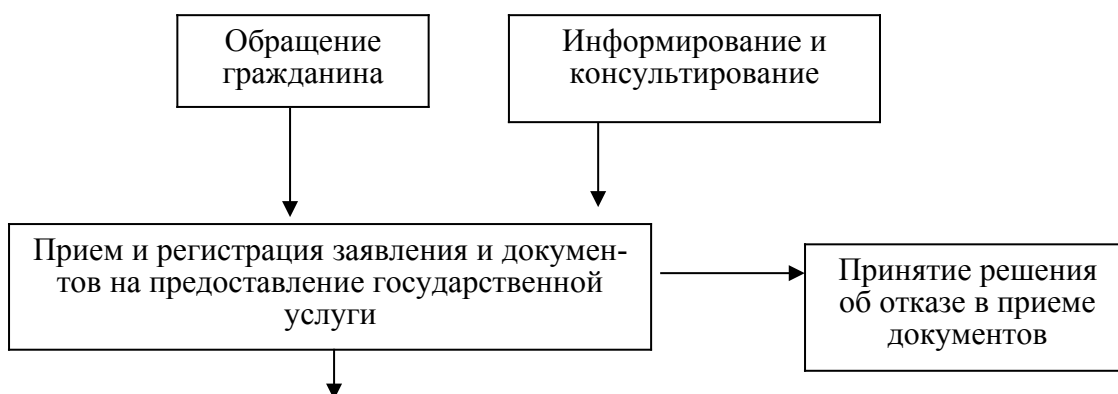 Обращение
гражданина
Информирование и
консультирование
Прием и регистрация заявления и докумен-
тов на предоставление государственной
услуги
Принятие решения
об отказе в приеме
документов